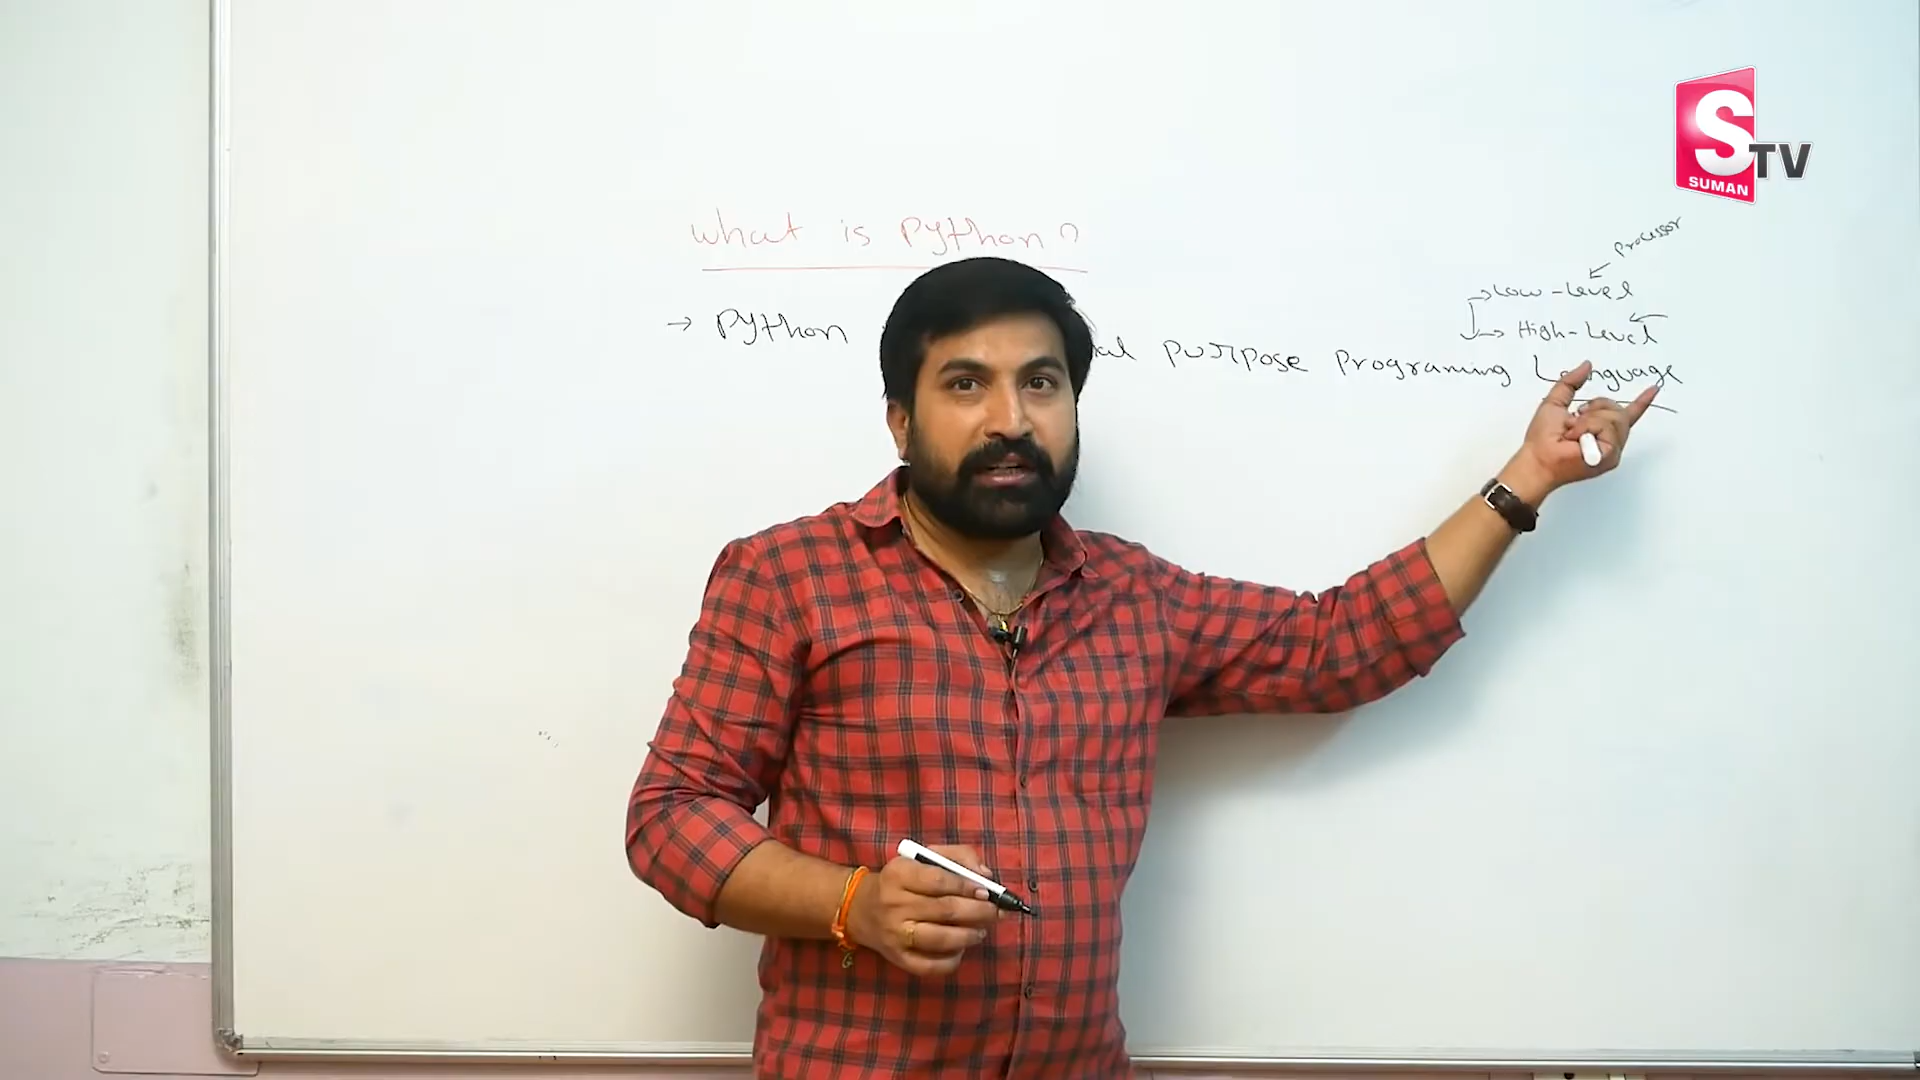 S TV
SUMAN
what is python?
Processor
→ Low-Level
→ High-Level
→ Python
purpose Programing Language